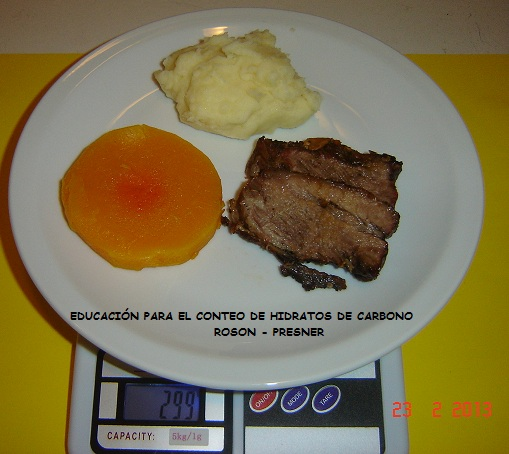 EDUCACIÓN PARA EL CONTEO DE HIDRATOS DE CARBONO
ROSON - PRESNER
299
ON/OFF MODE TARE
CAPACITY: 5kg/1g
23 2 2013